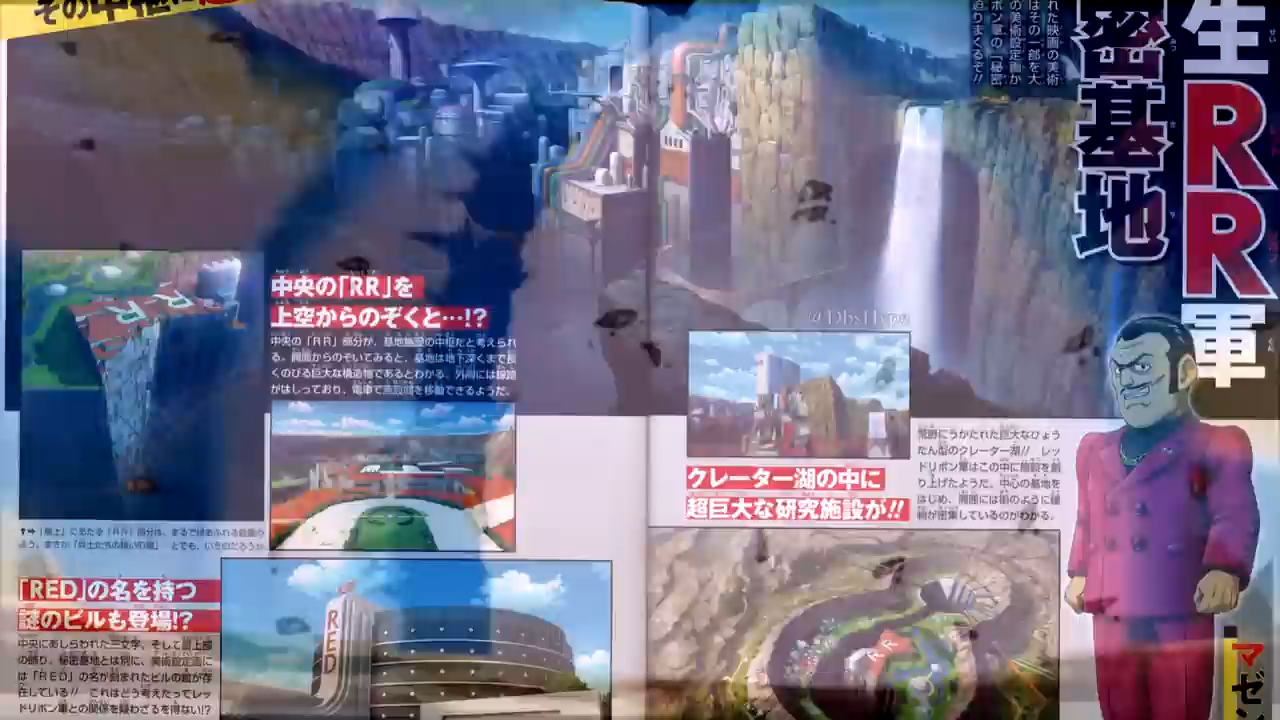 生RR軍
密基地
れた映画の美術
はその一部を大
の美術設定画か
ボン軍の「秘密
迫りまくるぞ!!
@DbsHype
中央の「RR」を
上空からのぞくと…!?
中央の「RR」部分が、基地施設の中枢だと考えられ
る。側面からのぞいてみると、基地は地下深くまで長
くのびる巨大な構造物であるとわかる。外周には線路
がはしっており、電車で施設間を移動できるようだ。
クレーター湖の中に
超巨大な研究施設が!!
荒野にうがたれた巨大なひょう
たん型のクレーター湖!! レッ
ドリボン軍はこの中に施設を創
り上げたようだ。中心の基地を
はじめ、周囲には街のように建
物が密集しているのがわかる。
「RED」の名を持つ
謎のビルも登場!?
中央にあしらわれた三文字、そして最上部
の飾り。秘密基地とは別に、美術設定画に
は「RED」の名が刻まれたビルの画が存
在している!! これはどう考えたってレッ
ドリボン軍との関係を疑わざるを得ない!?
RED
RR
マゼン